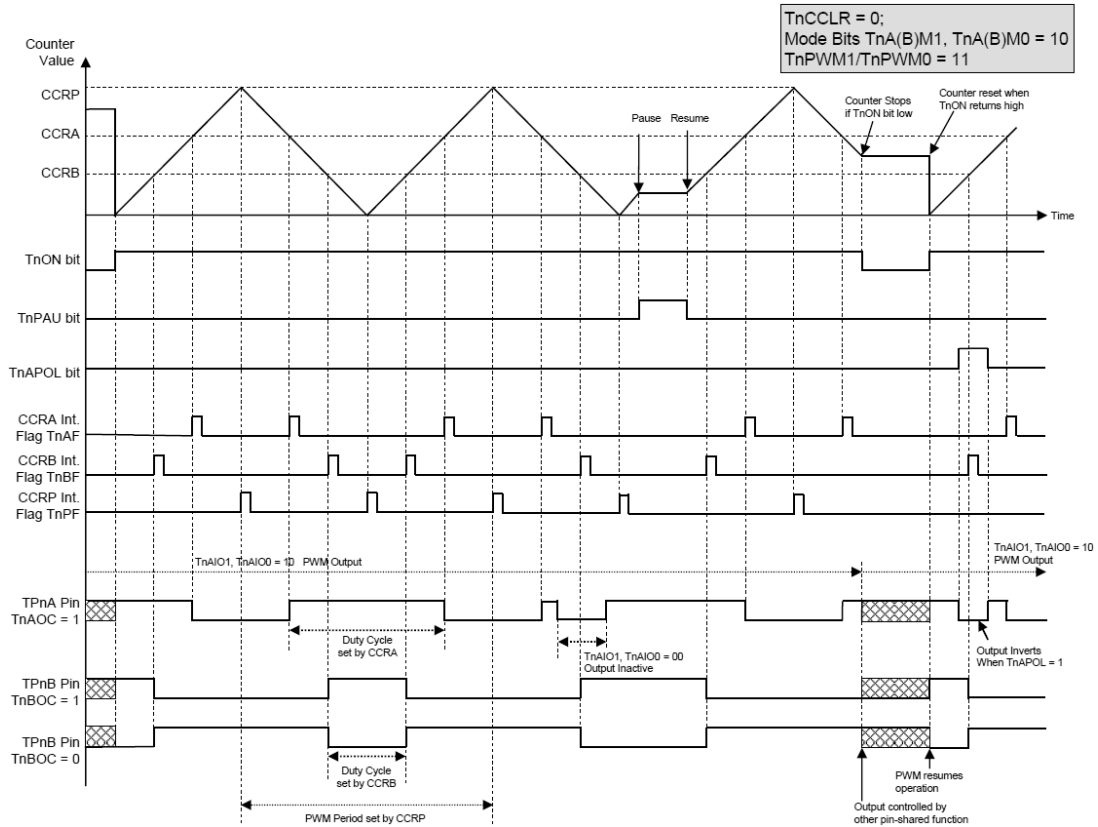 TnCCLR = 0;
Mode Bits TnA(B)M1, TnA(B)M0 = 10
TnPWM1/TnPWM0 = 11
Counter
Value
CCRP
CCRA
CCRB
Pause
Resume
Counter Stops
if TnON bit low
Counter reset when
TnON returns high
Time
TnON bit
TnPAU bit
TnAPOL bit
CCRA Int.
Flag TnAF
CCRB Int.
Flag TnBF
CCRP Int.
Flag TnPF
TnAIO1, TnAIO0 = 10 PWM Output
TnAIO1, TnAIO0 = 10
PWM Output
TPnA Pin
TnAOC = 1
Duty Cycle
set by CCRA
TnAIO1, TnAIO0 = 00
Output Inactive
Output Inverts
When TnAPOL = 1
TPnB Pin
TnBOC = 1
TPnB Pin
TnBOC = 0
Duty Cycle
set by CCRB
PWM resumes
operation
Output controlled by
other pin-shared function
PWM Period set by CCRP